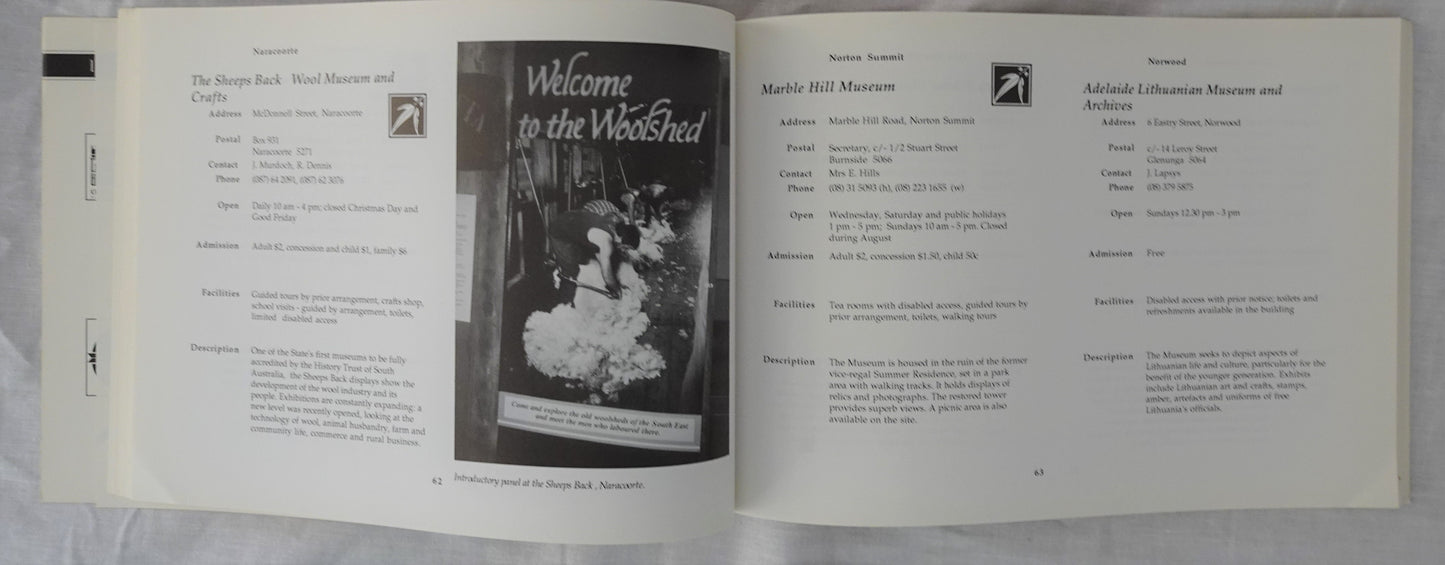 Naracoorte
The Sheeps Back Wool Museum and
Crafts
Address McDonnell Street, Naracoorte
Postal Box 931
Naracoorte 5271
Contact J. Murdoch, R. Dennis
Phone (087) 64 2091, (087) 62 3076
Open Daily 10 am - 4 pm; closed Christmas Day and
Good Friday
Admission Adult $2, concession and child $1, family $6
Facilities Guided tours by prior arrangement, crafts shop,
school visits - guided by arrangement, toilets,
limited disabled access
Description One of the State's first museums to be fully
accredited by the History Trust of South
Australia, the Sheeps Back displays show the
development of the wool industry and its
people. Exhibitions are constantly expanding: a
new level was recently opened, looking at the
technology of wool, animal husbandry, farm and
community life, commerce and rural business.
62
Welcome
to the Woolshed
Come and explore the old woolsheds of the South East
and meet the men who laboured there.
Introductory panel at the Sheeps Back , Naracoorte.
Norton Summit
Marble Hill Museum
Address Marble Hill Road, Norton Summit
Postal Secretary, c/- 1/2 Stuart Street
Burnside 5066
Contact Mrs E. Hills
Phone (08) 31 5093 (h), (08) 223 1655 (w)
Open Wednesday, Saturday and public holidays
1 pm - 5 pm; Sundays 10 am - 5 pm. Closed
during August
Admission Adult $2, concession $1.50, child 50c
Facilities Tea rooms with disabled access, guided tours by
prior arrangement, toilets, walking tours
Description The Museum is housed in the ruin of the former
vice-regal Summer Residence, set in a park
area with walking tracks. It holds displays of
relics and photographs. The restored tower
provides superb views. A picnic area is also
available on the site.
63
Norwood
Adelaide Lithuanian Museum and
Archives
Address 6 Eastry Street, Norwood
Postal c/- 14 Leroy Street
Glenunga 5064
Contact J. Lapsys
Phone (08) 379 5875
Open Sundays 12.30 pm - 3 pm
Admission Free
Facilities Disabled access with prior notice; toilets and
refreshments available in the building
Description The Museum seeks to depict aspects of
Lithuanian life and culture, particularly for the
benefit of the younger generation. Exhibits
include Lithuanian art and crafts, stamps,
amber, artefacts and uniforms of free
Lithuania's officials.